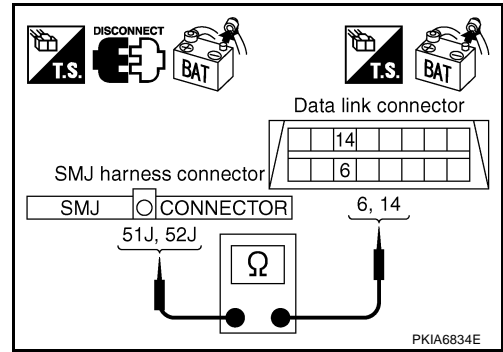 DISCONNECT
T.S.
BAT
T.S.
BAT
Data link connector
14
6
SMJ harness connector
SMJ CONNECTOR
6, 14
51J, 52J
Ω
PKIA6834E